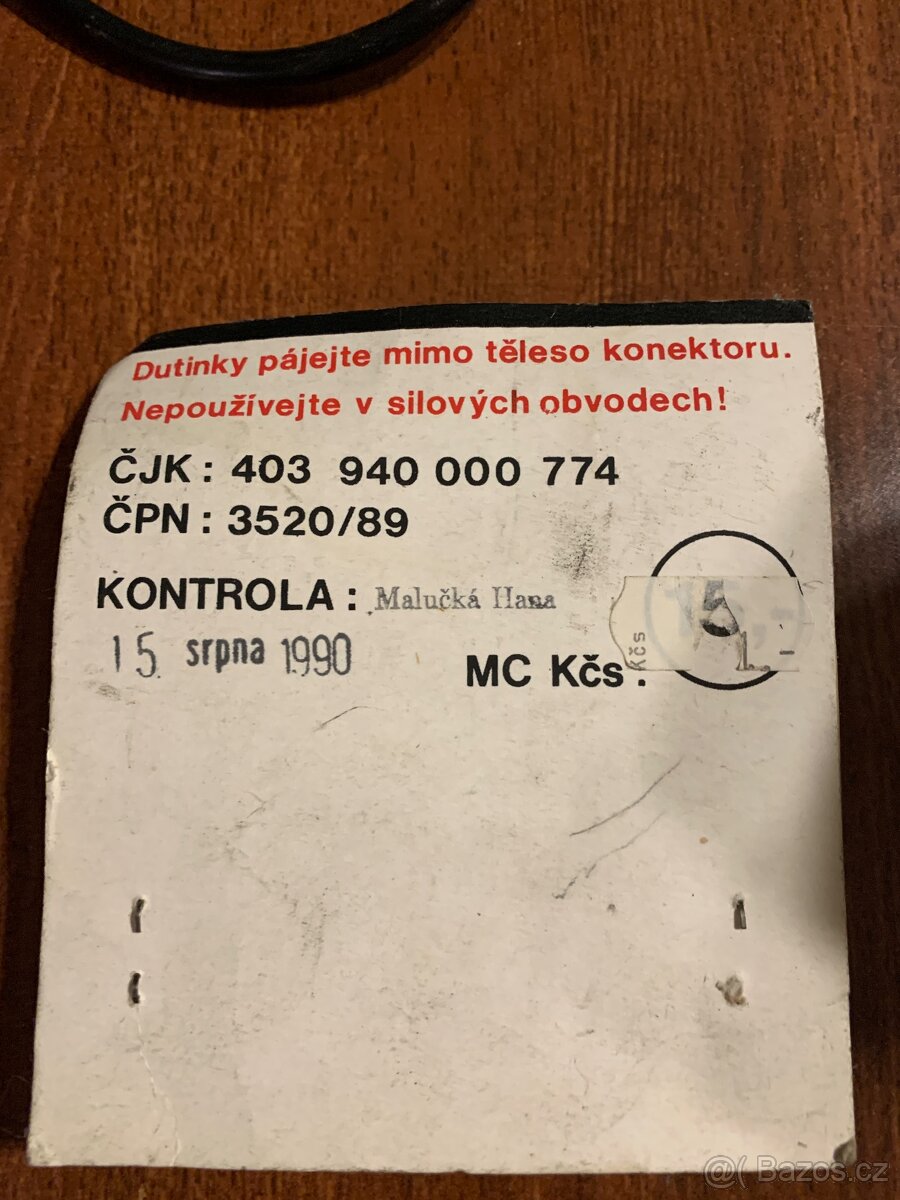 Dutinky pájejte mimo těleso konektoru.
Nepoužívejte v silových obvodech!
ČJK : 403 940 000 774
ČPN : 3520/89
KONTROLA : Malučká Hana
15. srpna 1990
MC Kčs : 15,-
Kčs
@( Bazos.cz